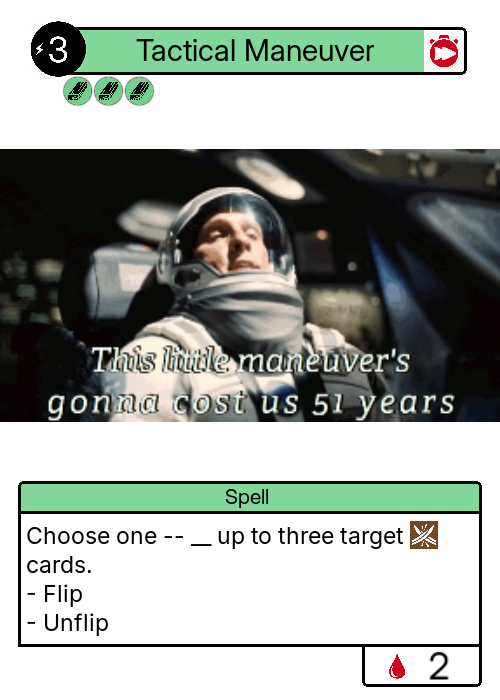 3
Tactical Maneuver
This little maneuver's
gonna cost us 51 years
Spell
Choose one -- __ up to three target
cards.
- Flip
- Unflip
2